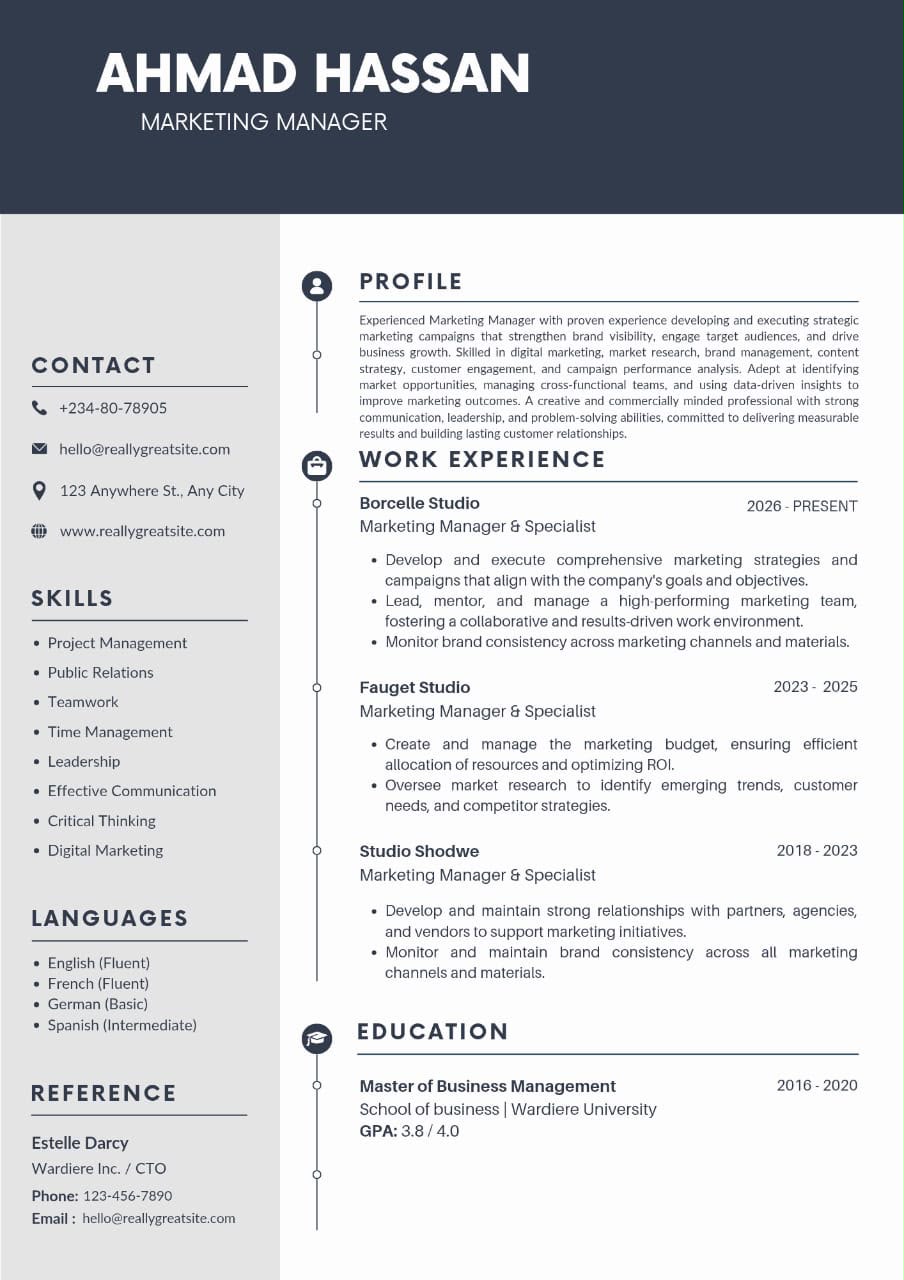 AHMAD HASSAN
MARKETING MANAGER
CONTACT
+234-80-78905
hello@reallygreatsite.com
123 Anywhere St., Any City
www.reallygreatsite.com
SKILLS
• Project Management
• Public Relations
• Teamwork
• Time Management
• Leadership
• Effective Communication
• Critical Thinking
• Digital Marketing
LANGUAGES
• English (Fluent)
• French (Fluent)
• German (Basic)
• Spanish (Intermediate)
REFERENCE
Estelle Darcy
Wardiere Inc. / CTO
Phone: 123-456-7890
Email : hello@reallygreatsite.com
PROFILE
Experienced Marketing Manager with proven experience developing and executing strategic
marketing campaigns that strengthen brand visibility, engage target audiences, and drive
business growth. Skilled in digital marketing, market research, brand management, content
strategy, customer engagement, and campaign performance analysis. Adept at identifying
market opportunities, managing cross-functional teams, and using data-driven insights to
improve marketing outcomes. A creative and commercially minded professional with strong
communication, leadership, and problem-solving abilities, committed to delivering measurable
results and building lasting customer relationships.
WORK EXPERIENCE
Borcelle Studio 2026 - PRESENT
Marketing Manager & Specialist
• Develop and execute comprehensive marketing strategies and
campaigns that align with the company's goals and objectives.
• Lead, mentor, and manage a high-performing marketing team,
fostering a collaborative and results-driven work environment.
• Monitor brand consistency across marketing channels and materials.
Fauget Studio 2023 - 2025
Marketing Manager & Specialist
• Create and manage the marketing budget, ensuring efficient
allocation of resources and optimizing ROI.
• Oversee market research to identify emerging trends, customer
needs, and competitor strategies.
Studio Shodwe 2018 - 2023
Marketing Manager & Specialist
• Develop and maintain strong relationships with partners, agencies,
and vendors to support marketing initiatives.
• Monitor and maintain brand consistency across all marketing
channels and materials.
EDUCATION
Master of Business Management 2016 - 2020
School of business | Wardiere University
GPA: 3.8 / 4.0